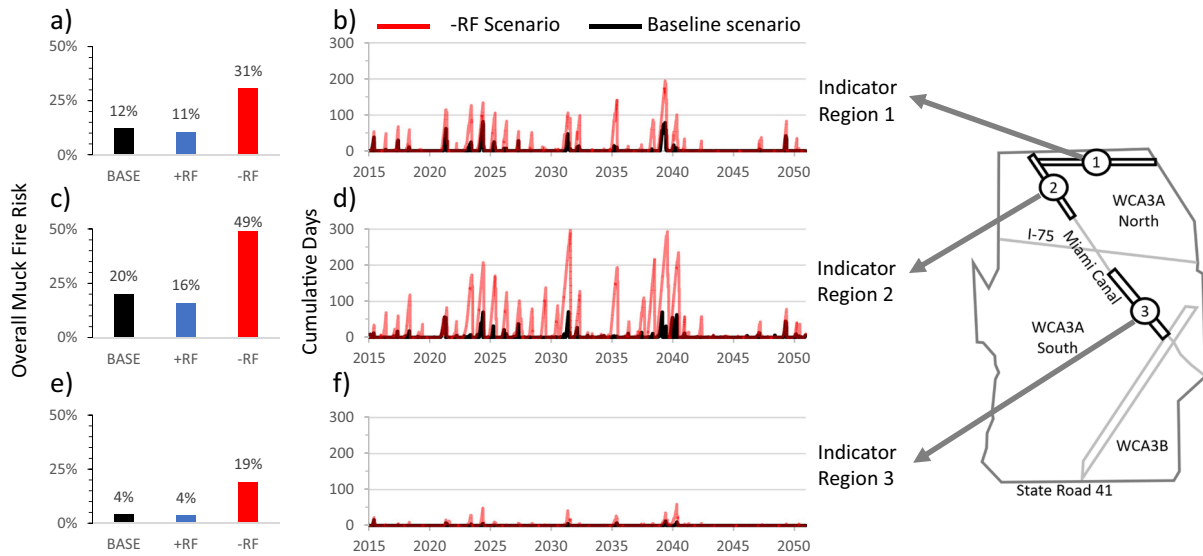 a)
b)
-RF Scenario
Baseline scenario
Overall Muck Fire Risk
50%
25%
0%
12%
11%
31%
BASE
+RF
-RF
Cumulative Days
300
200
100
0
2015
2020
2025
2030
2035
2040
2045
2050
Indicator
Region 1
c)
50%
25%
0%
20%
16%
49%
BASE
+RF
-RF
d)
300
200
100
0
2015
2020
2025
2030
2035
2040
2045
2050
Indicator
Region 2
e)
50%
25%
0%
4%
4%
19%
BASE
+RF
-RF
f)
300
200
100
0
2015
2020
2025
2030
2035
2040
2045
2050
Indicator
Region 3
1
2
WCA3A
North
I-75
Miami Canal
3
WCA3A
South
WCA3B
State Road 41